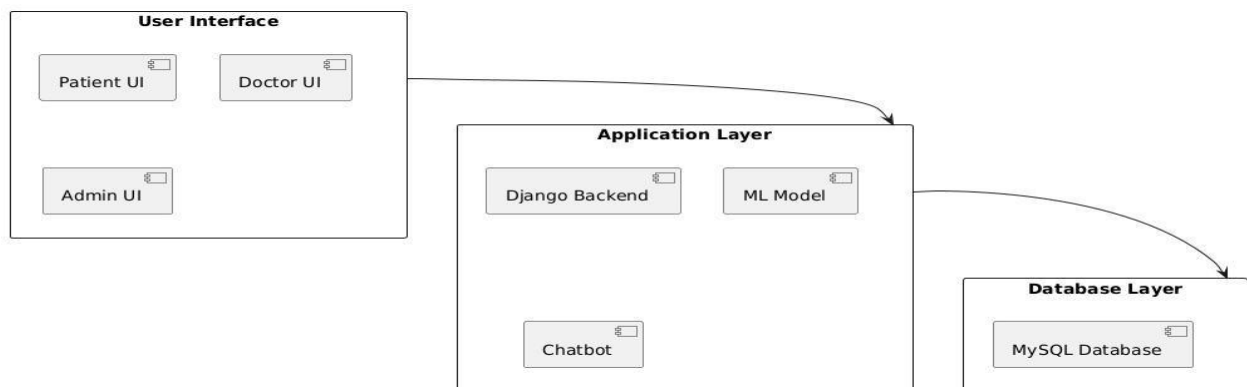 User Interface
Patient UI
Doctor UI
Admin UI
Application Layer
Django Backend
ML Model
Chatbot
Database Layer
MySQL Database